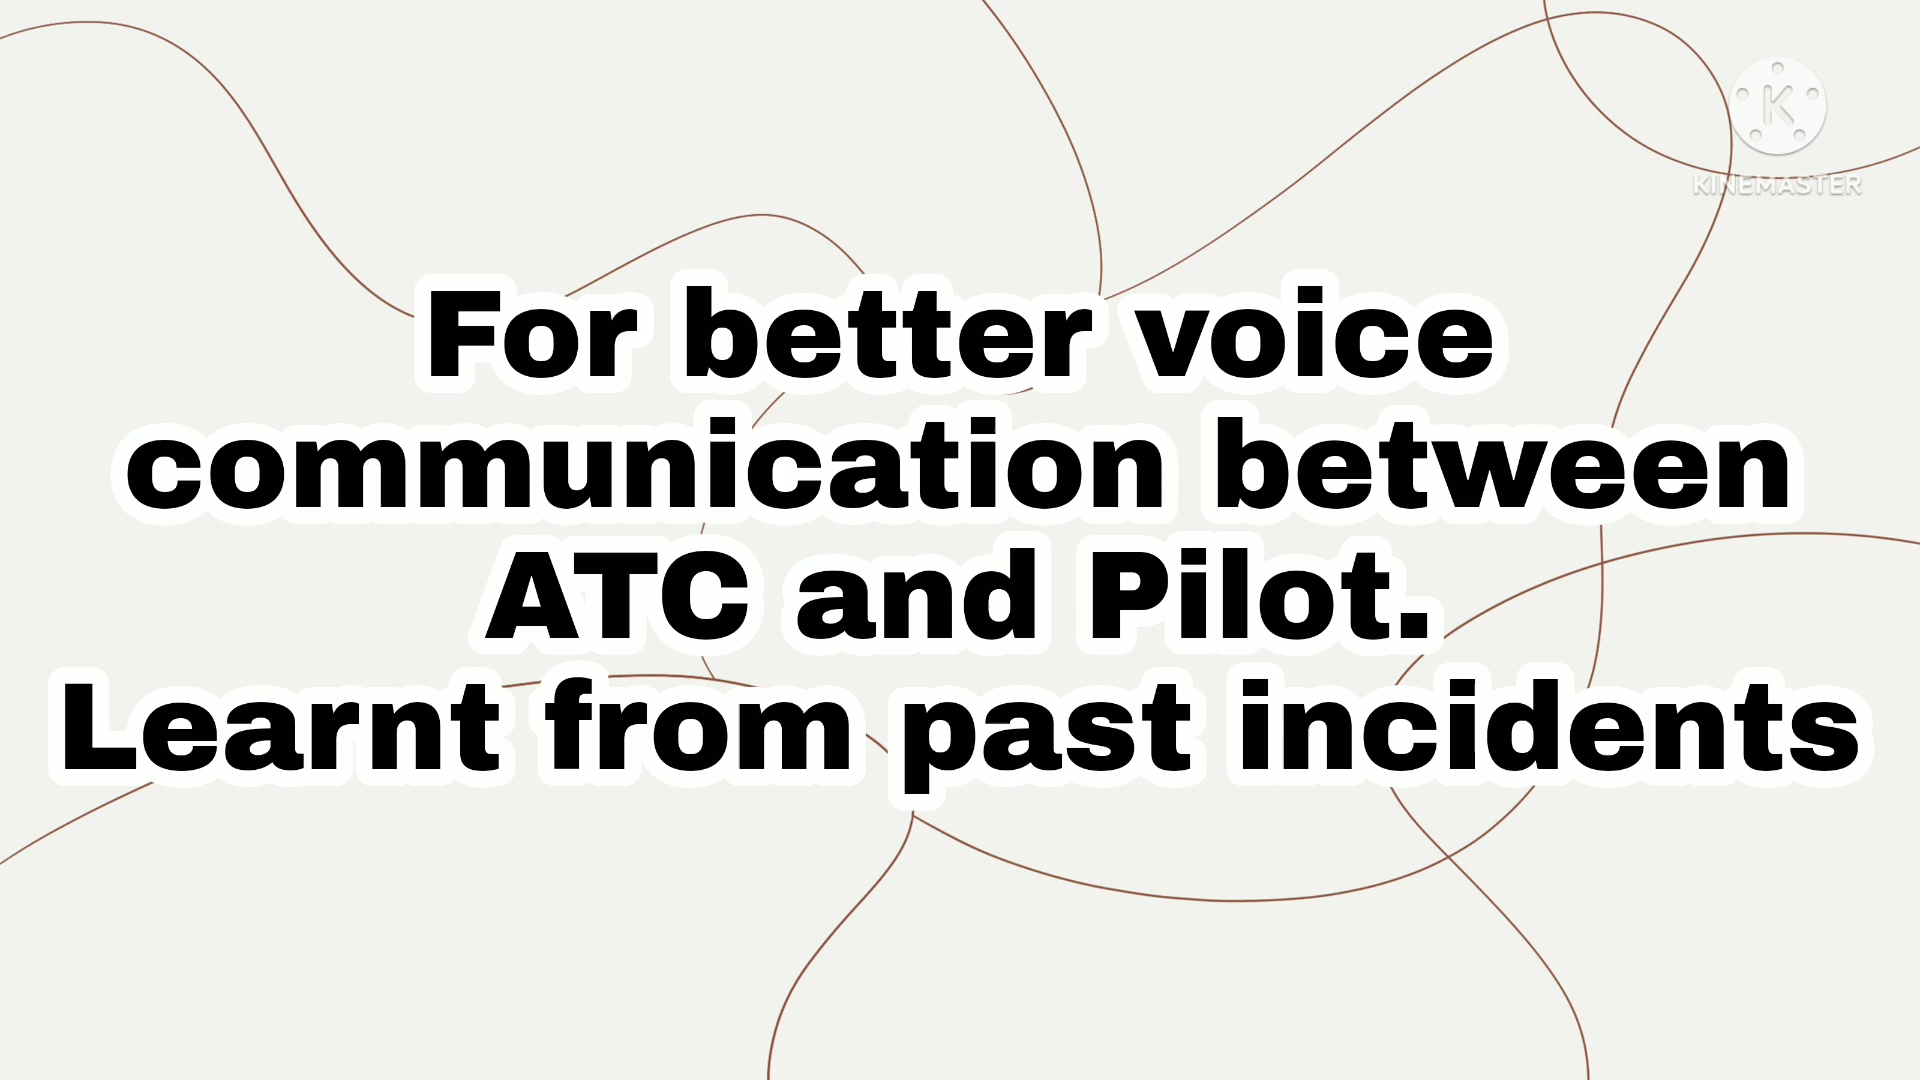 K
KINEMASTER
For better voice
communication between
ATC and Pilot.
Learnt from past incidents